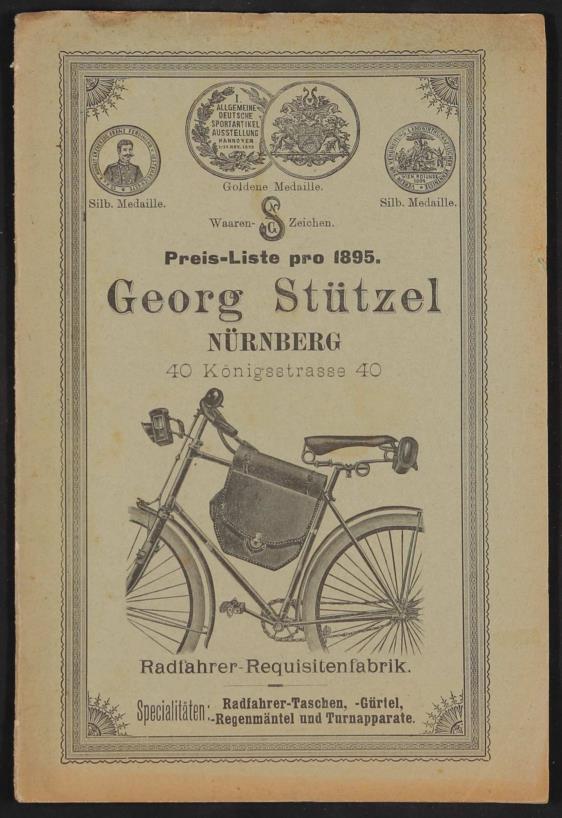 I.
ALLGEMEINE
DEUTSCHE
SPORTARTIKEL
AUSSTELLUNG
HANNOVER
Goldene Medaille.
Silb. Medaille.
Silb. Medaille.
Waaren- SG Zeichen.
Preis-Liste pro 1895.
Georg Stützel
NÜRNBERG
40 Königsstrasse 40
Radfahrer-Requisitenfabrik.
Specialitäten: Radfahrer-Taschen, -Gürtel,
-Regenmäntel und Turnapparate.